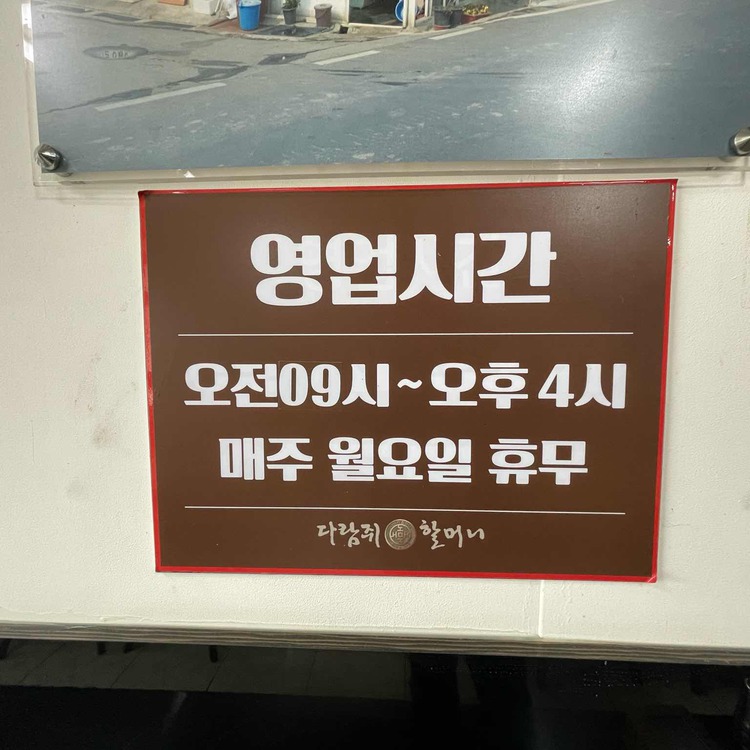 영업시간
오전09시~오후 4시
매주 월요일 휴무
다람쥐 할머니